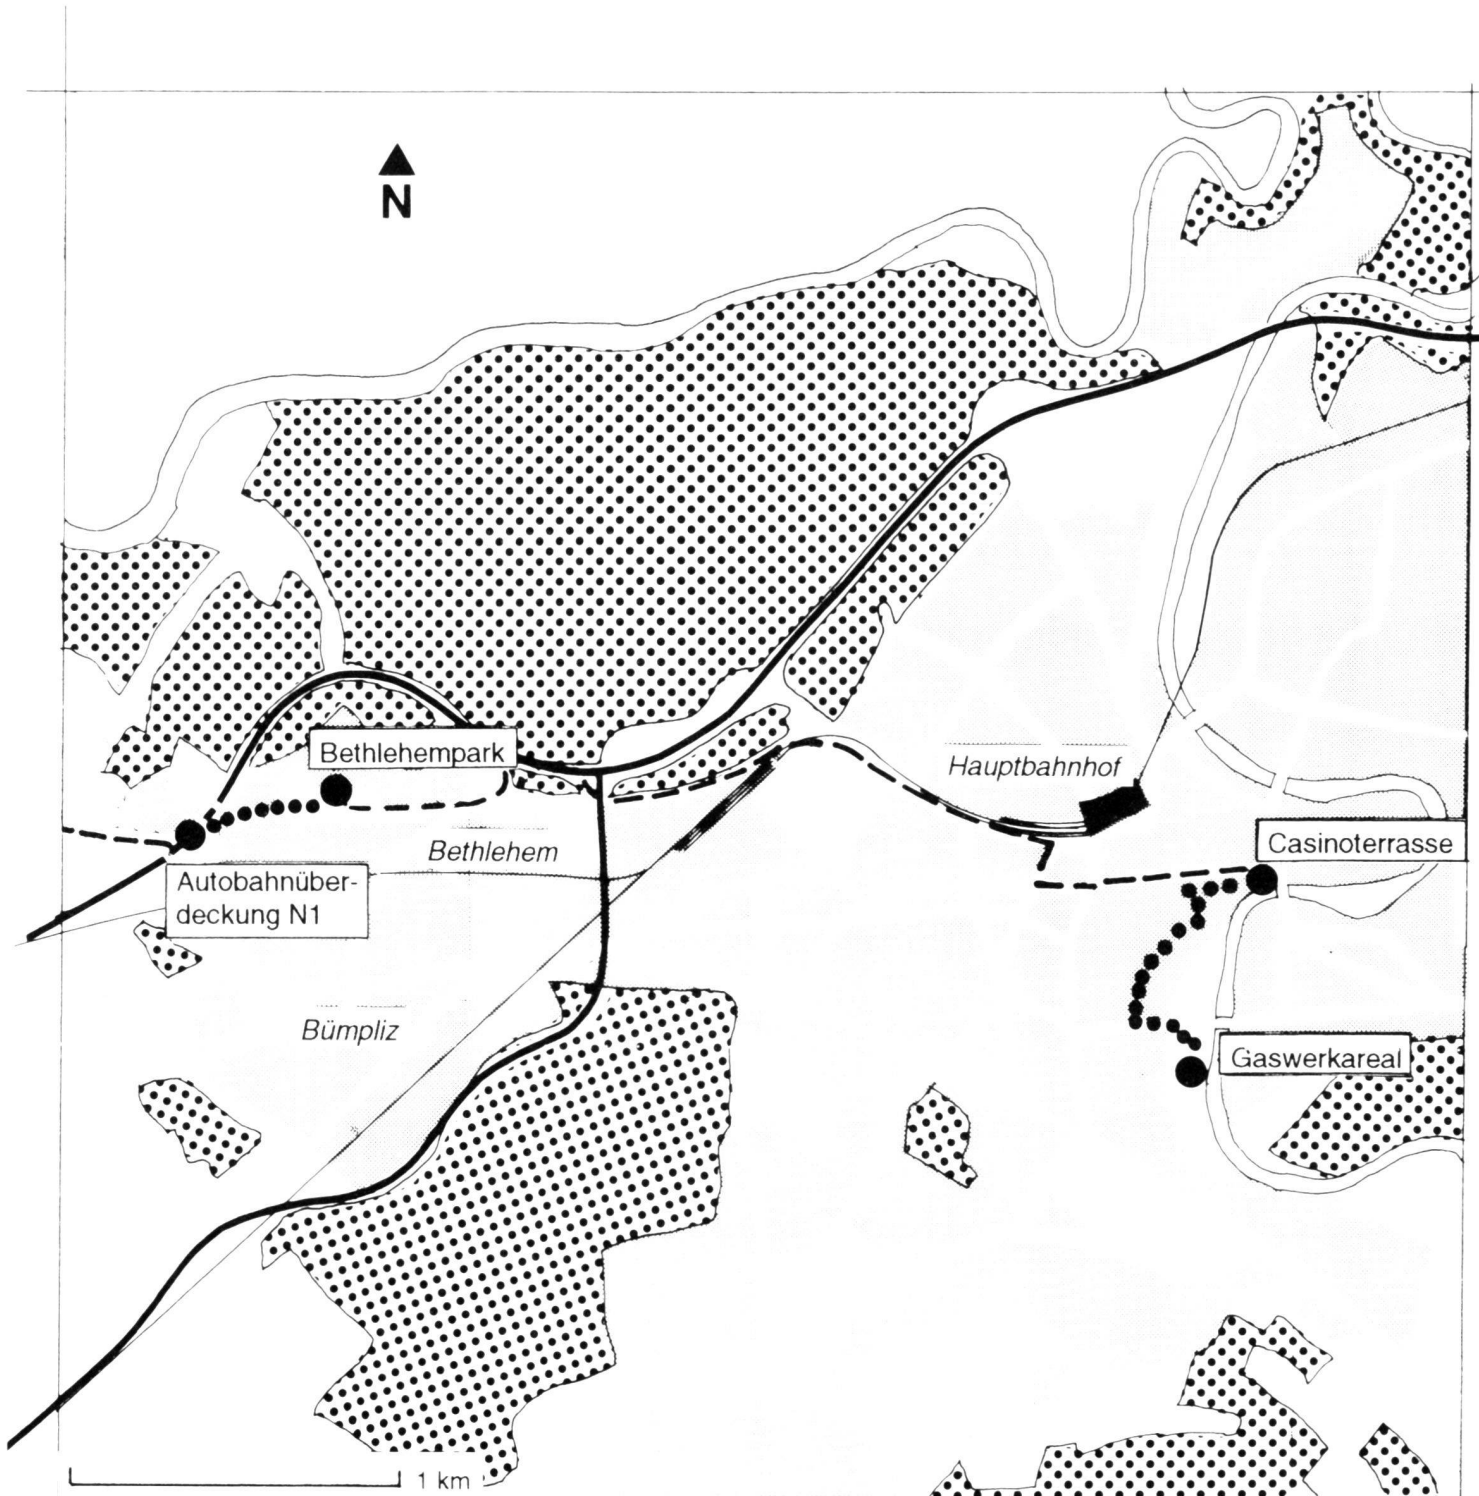 N
Bethlehempark
Hauptbahnhof
Casinoterrasse
Bethlehem
Autobahnüber-
deckung N1
Bümpliz
Gaswerkareal
1 km